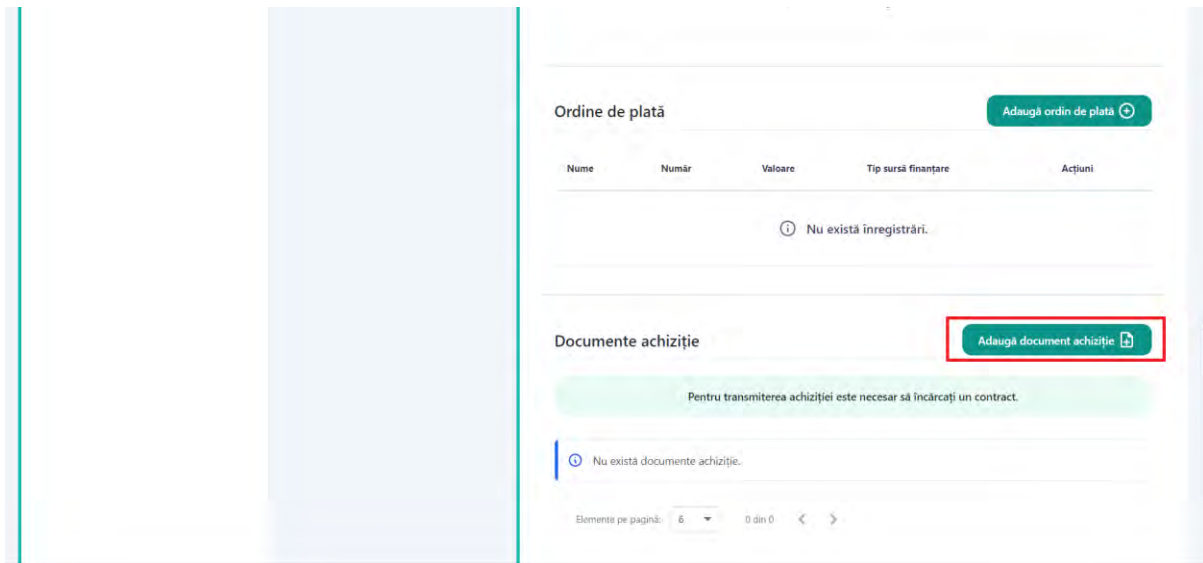 Ordine de plată
Adaugă ordin de plată
Nume Număr Valoare Tip sursă finanțare Acțiuni
Nu există înregistrări.
Documente achiziție
Adaugă document achiziție
Pentru transmiterea achiziției este necesar să încărcați un contract.
Nu există documente achiziție.
Elemente pe pagină: 6 0 din 0